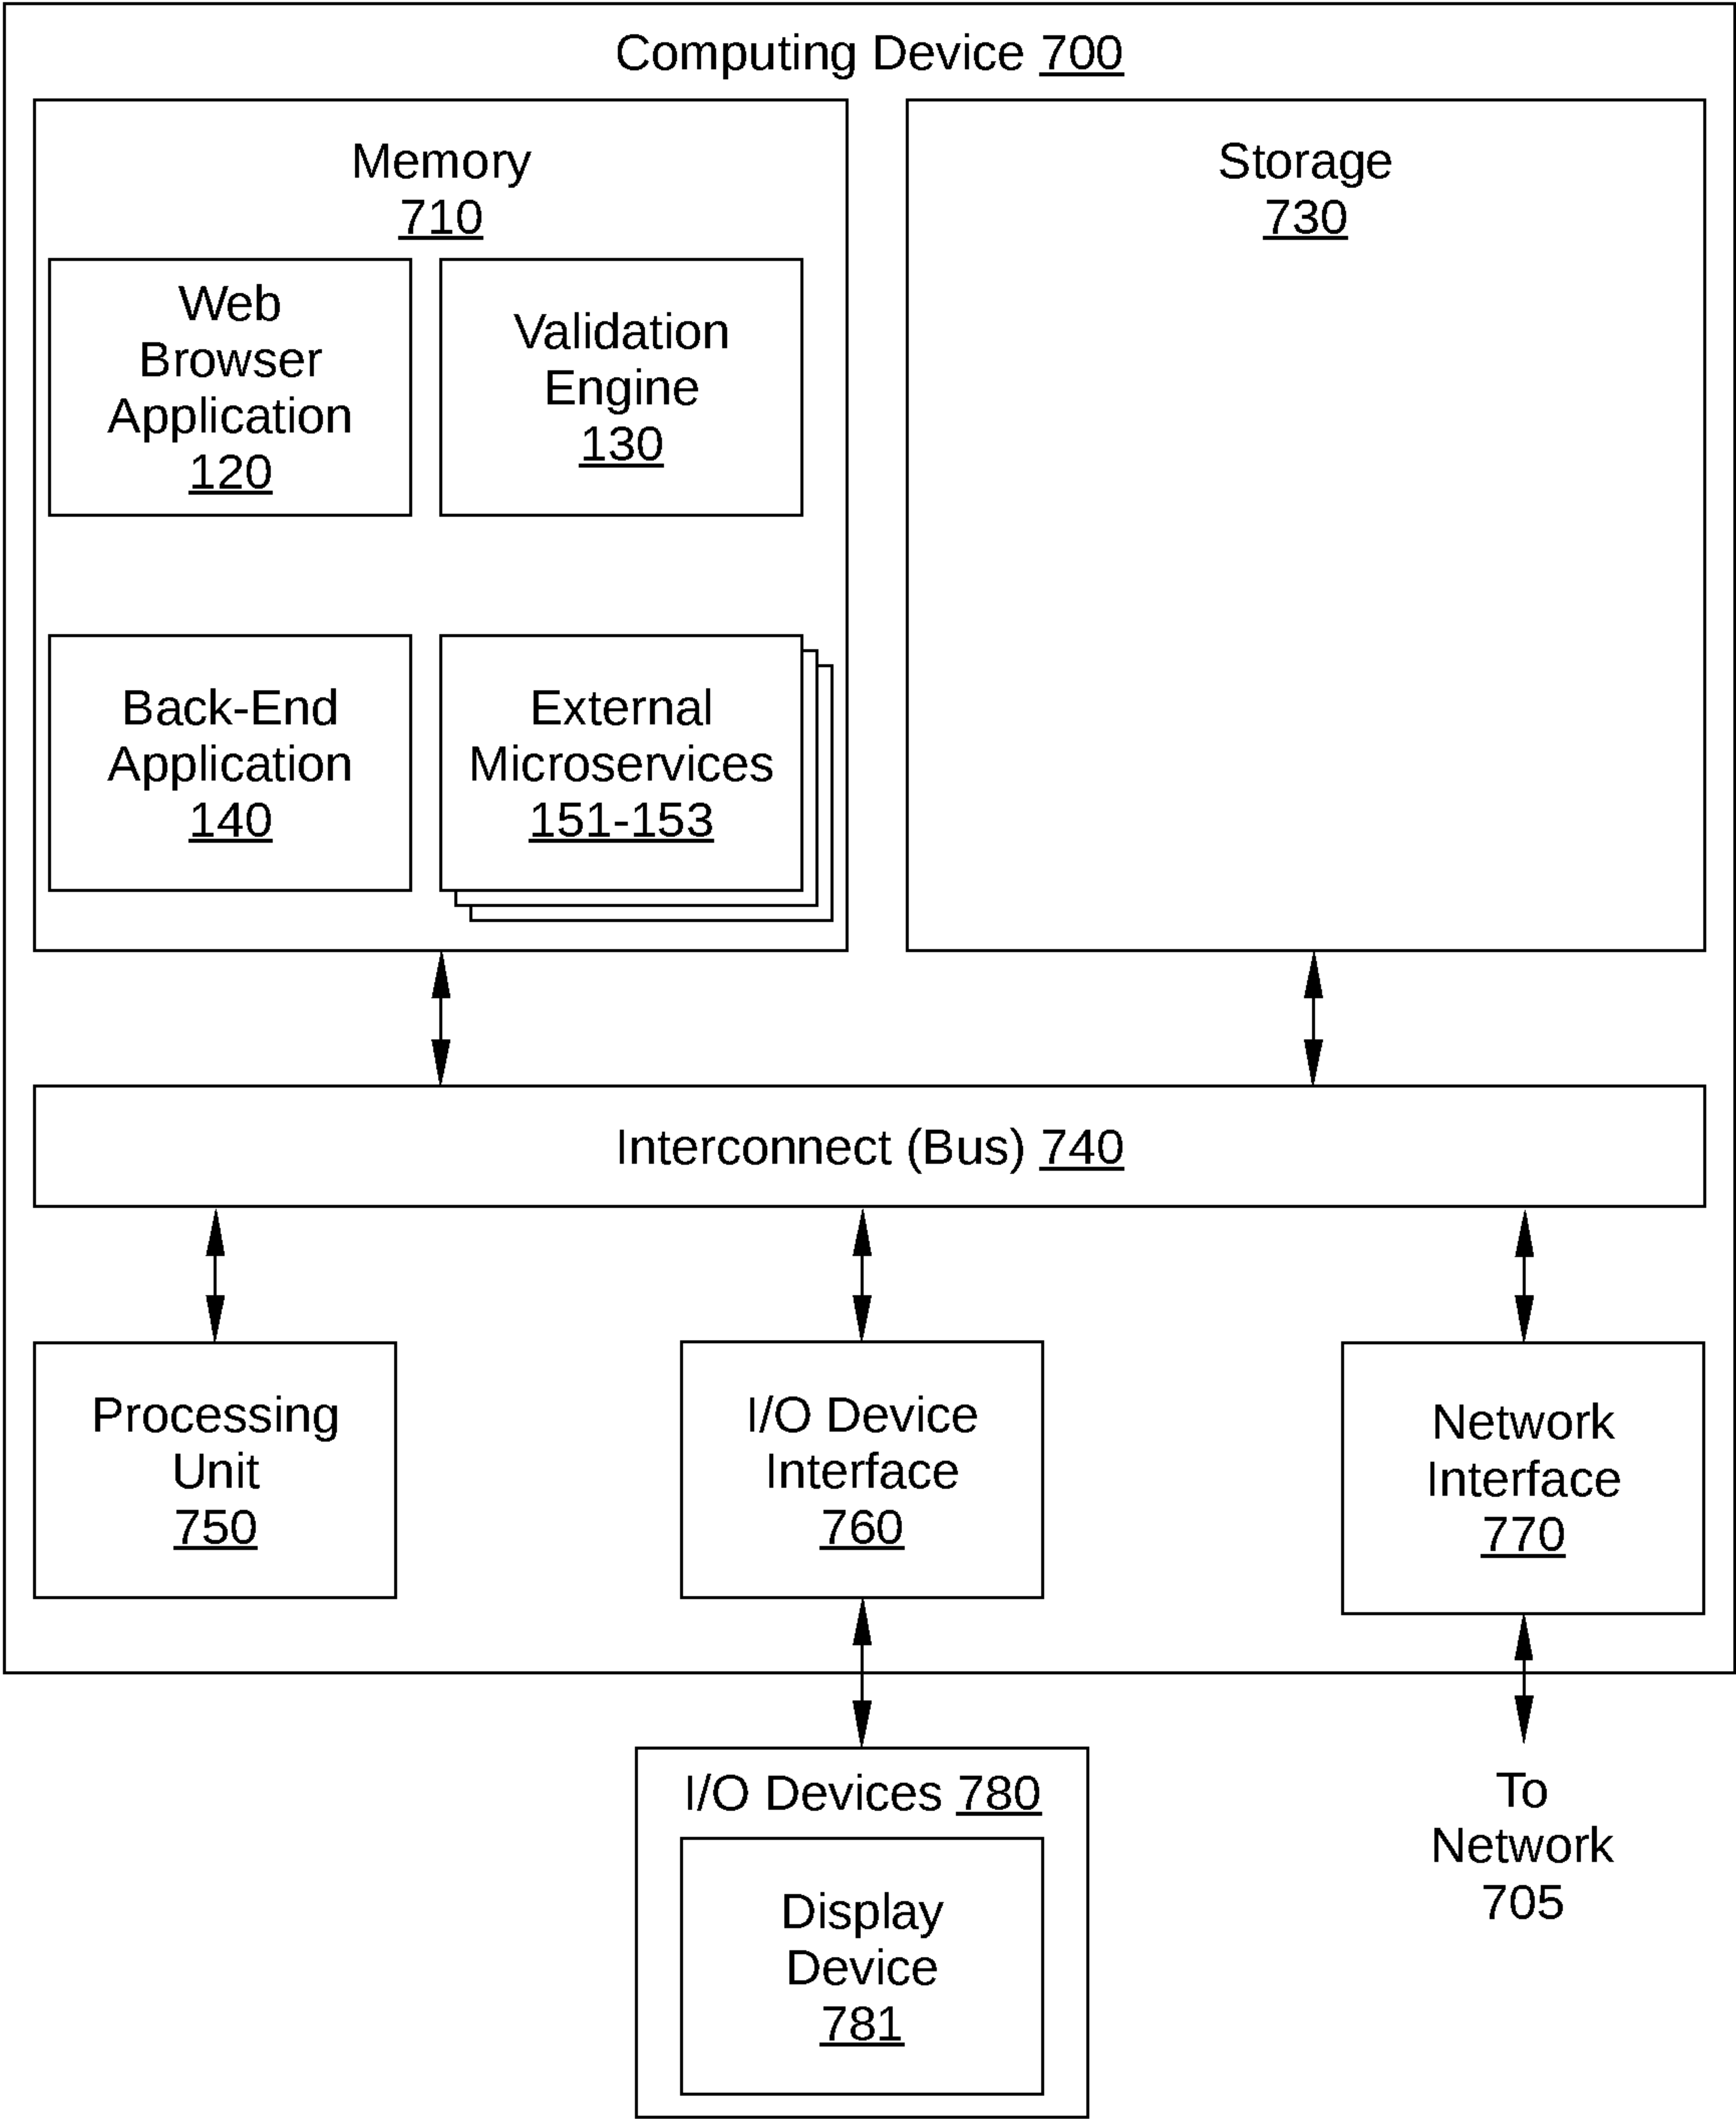 Computing Device 700
Memory
710
Web
Browser
Application
120
Validation
Engine
130
Back-End
Application
140
External
Microservices
151-153
Storage
730
Interconnect (Bus) 740
Processing
Unit
750
I/O Device
Interface
760
Network
Interface
770
I/O Devices 780
Display
Device
781
To
Network
705